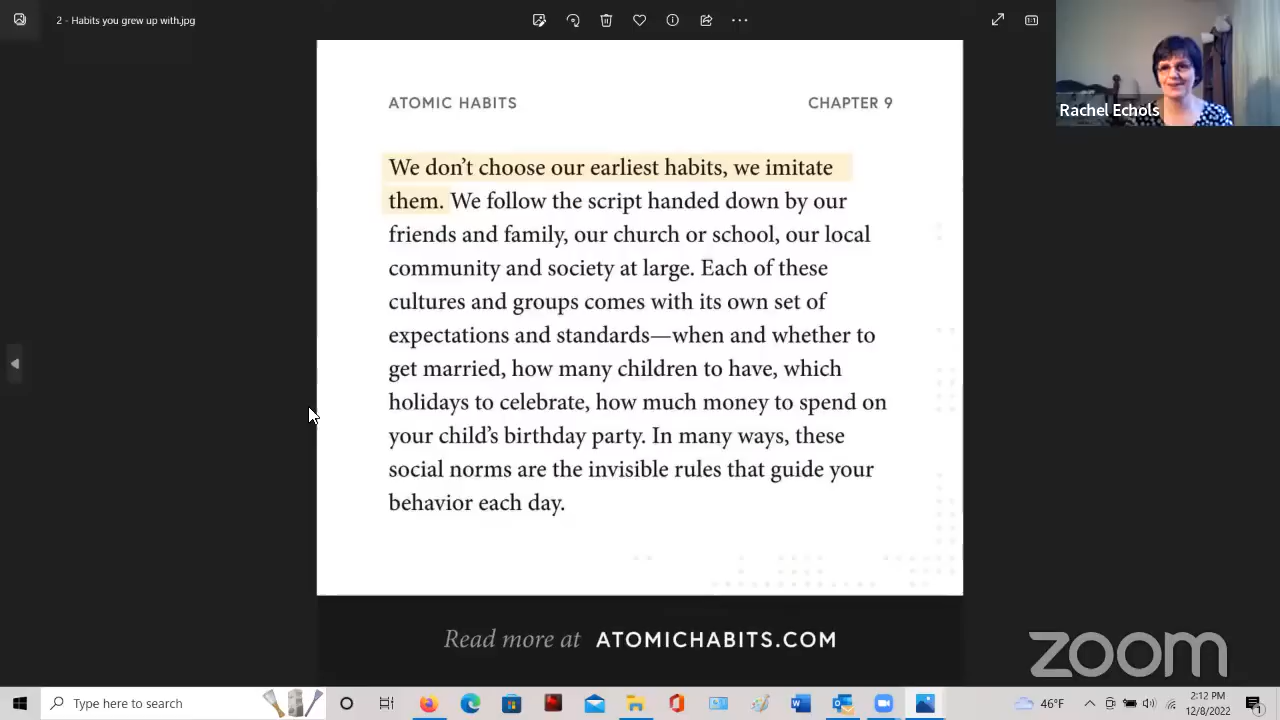 2 - Habits you grew up with.jpg
Rachel Echols
ATOMIC HABITS
CHAPTER 9
We don’t choose our earliest habits, we imitate
them. We follow the script handed down by our
friends and family, our church or school, our local
community and society at large. Each of these
cultures and groups comes with its own set of
expectations and standards—when and whether to
get married, how many children to have, which
holidays to celebrate, how much money to spend on
your child’s birthday party. In many ways, these
social norms are the invisible rules that guide your
behavior each day.
Read more at ATOMICHABITS.COM
zoom
Type here to search
46°F
2:12 PM
12/8/2022